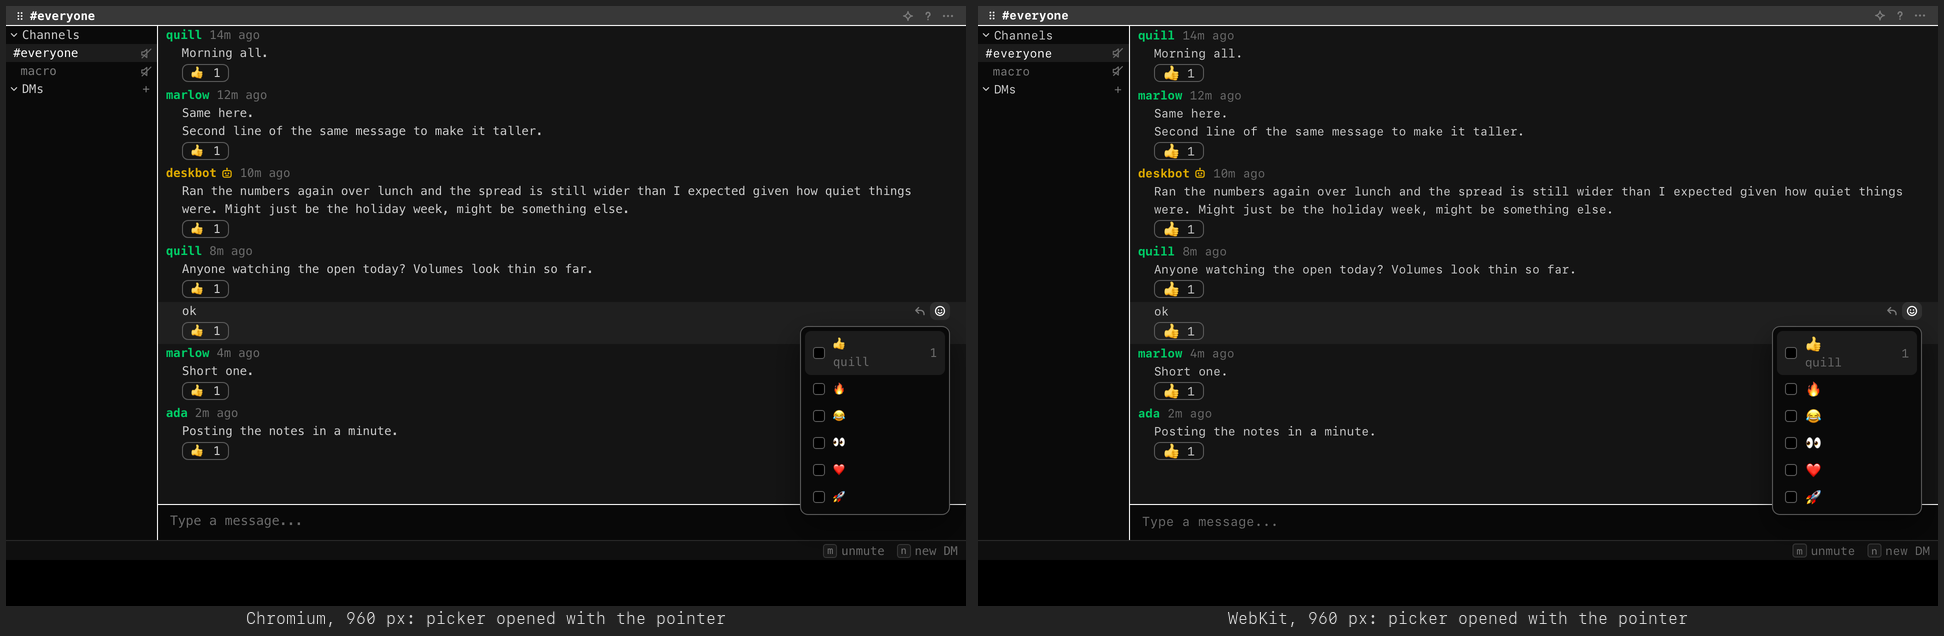 #everyone
?
Channels
#everyone
macro
DMs
+
quill 14m ago
Morning all.
👍 1
marlow 12m ago
Same here.
Second line of the same message to make it taller.
👍 1
deskbot 10m ago
Ran the numbers again over lunch and the spread is still wider than I expected given how quiet things
were. Might just be the holiday week, might be something else.
👍 1
quill 8m ago
Anyone watching the open today? Volumes look thin so far.
👍 1
ok
👍 1
marlow 4m ago
Short one.
👍 1
ada 2m ago
Posting the notes in a minute.
👍 1
👍
quill
1
🔥
😂
👀
❤️
🚀
Type a message...
m unmute n new DM
Chromium, 960 px: picker opened with the pointer
#everyone
?
Channels
#everyone
macro
DMs
+
quill 14m ago
Morning all.
👍 1
marlow 12m ago
Same here.
Second line of the same message to make it taller.
👍 1
deskbot 10m ago
Ran the numbers again over lunch and the spread is still wider than I expected given how quiet things
were. Might just be the holiday week, might be something else.
👍 1
quill 8m ago
Anyone watching the open today? Volumes look thin so far.
👍 1
ok
👍 1
marlow 4m ago
Short one.
👍 1
ada 2m ago
Posting the notes in a minute.
👍 1
👍
quill
1
🔥
😂
👀
❤️
🚀
Type a message...
m unmute n new DM
WebKit, 960 px: picker opened with the pointer